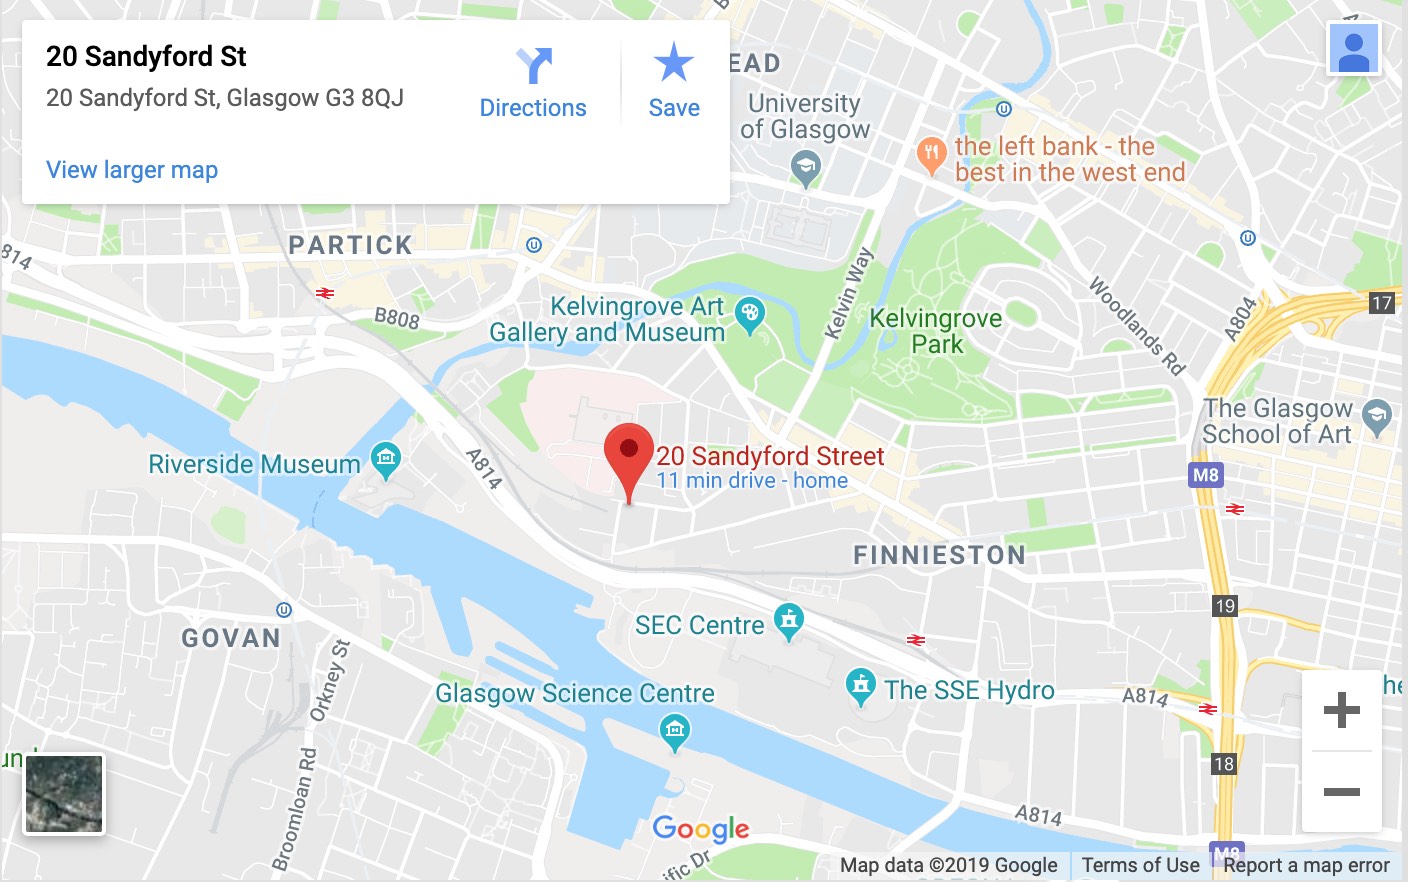 20 Sandyford St
20 Sandyford St, Glasgow G3 8QJ
View larger map
Directions
Save
EAD
University
of Glasgow
the left bank - the
best in the west end
PARTICK
814
B808
Kelvingrove Art
Gallery and Museum
Kelvin Way
Kelvingrove
Park
Woodlands Rd
A804
17
The Glasgow
School of Art
Riverside Museum
A814
20 Sandyford Street
11 min drive - home
M8
FINNIESTON
19
GOVAN
SEC Centre
Orkney St
Glasgow Science Centre
The SSE Hydro
A814
18
Broomloan Rd
A814
Google
ific Dr
M8
Map data ©2019 Google
Terms of Use
Report a map error